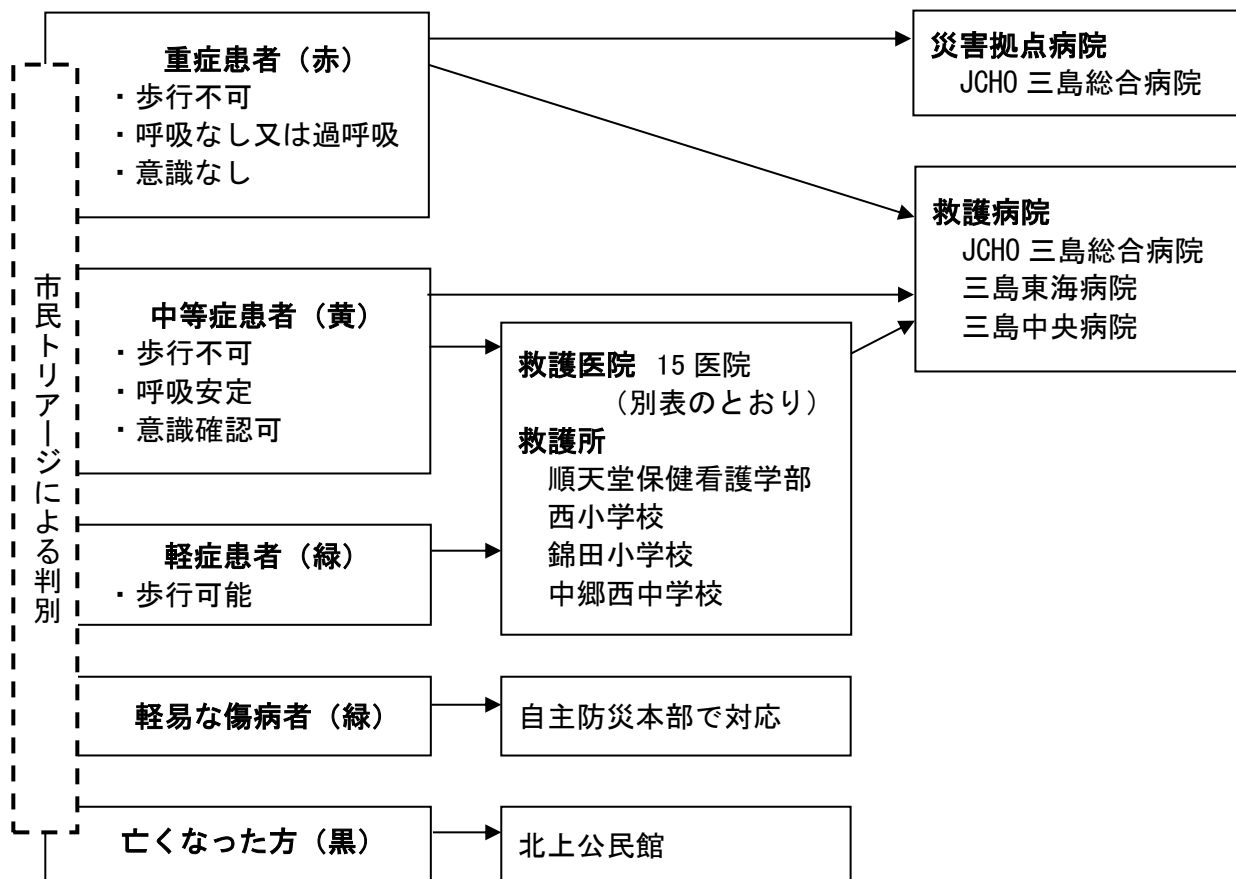 市民トリアージによる判別
重症患者（赤）
・歩行不可
・呼吸なし又は過呼吸
・意識なし
災害拠点病院
JCHO 三島総合病院
救護病院
JCHO 三島総合病院
三島東海病院
三島中央病院
中等症患者（黄）
・歩行不可
・呼吸安定
・意識確認可
救護医院 15 医院
（別表のとおり）
救護所
順天堂保健看護学部
西小学校
錦田小学校
中郷西中学校
軽症患者（緑）
・歩行可能
軽易な傷病者（緑）
自主防災本部で対応
亡くなった方（黒）
北上公民館